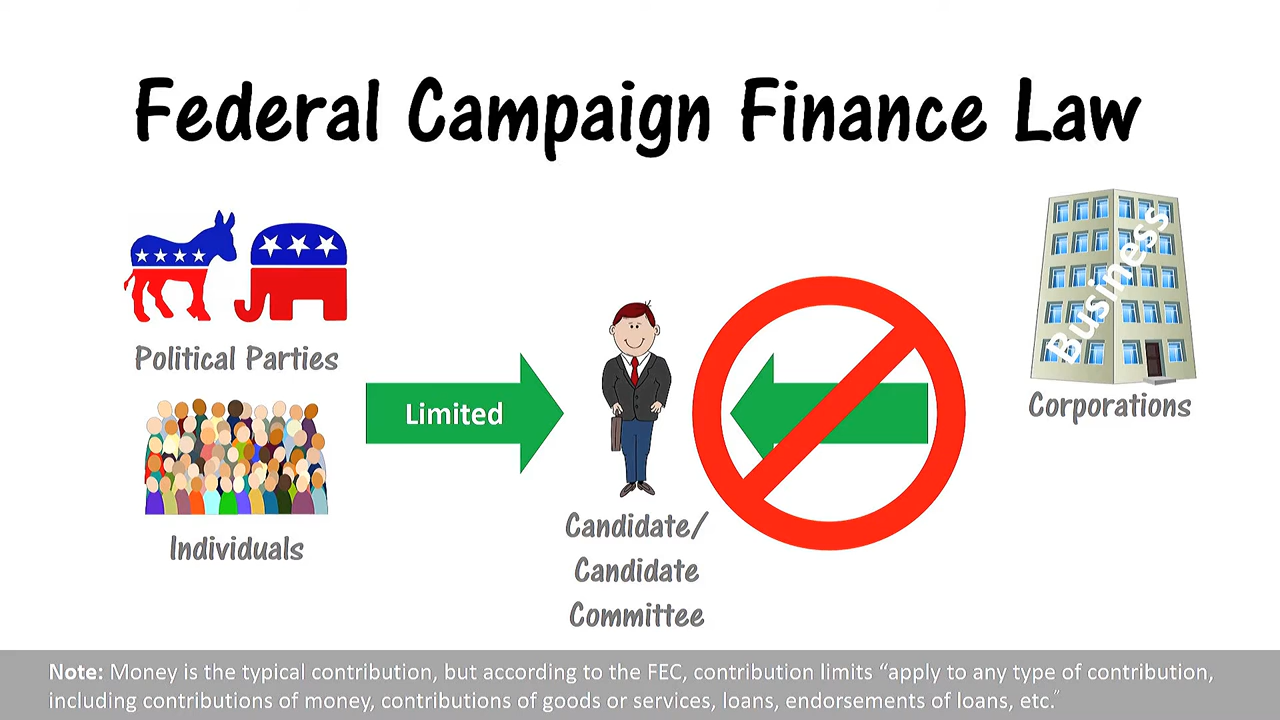 Federal Campaign Finance Law
Business
Political Parties
Corporations
Limited
Individuals
Candidate/
Candidate
Committee
Note: Money is the typical contribution, but according to the FEC, contribution limits “apply to any type of contribution,
including contributions of money, contributions of goods or services, loans, endorsements of loans, etc.”